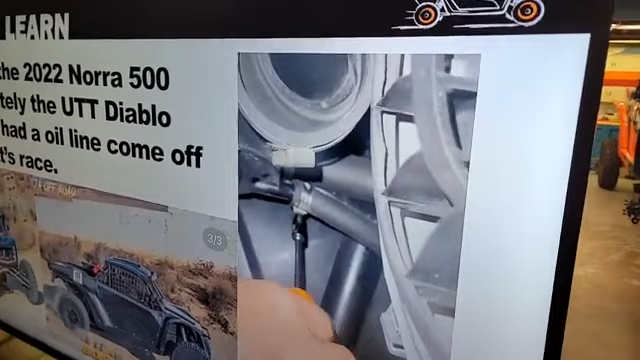 LEARN
the 2022 Norra 500
tely the UTT Diablo
had a oil line come off
t's race.
3/3